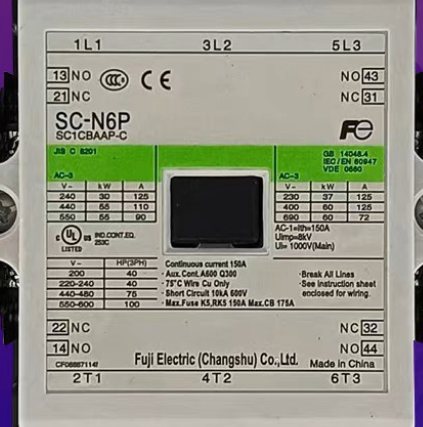 1L1 3L2 5L3
13 NO CCC CE NO 43
21 NC NC 31
SC-N6P
SC1CBAAP-C
FE
JIS C 8201
GB 14048.4
IEC/EN 60947
VDE 0660
AC-3
V~ kW A
240 30 125
440 55 110
550 55 90
AC-3
V~ kW A
230 37 125
400 60 125
690 60 72
AC-1=Ith=150A
Uimp=8kV
Ui= 1000V(Main)
C UL US LISTED IND.CONT.EQ.
253C
V~ HP(3PH)
200 40
220-240 40
440-480 75
550-600 100
Continuous current 150A
·Aux. Cont.A600 Q300
·75°C Wire Cu Only
·Short Circuit 10kA 600V
·Max.Fuse K5,RK5 150A Max.CB 175A
·Break All Lines
·See instruction sheet
enclosed for wiring.
22 NC NC 32
14 NO NO 44
Fuji Electric (Changshu) Co.,Ltd.
Made in China
2T1 4T2 6T3